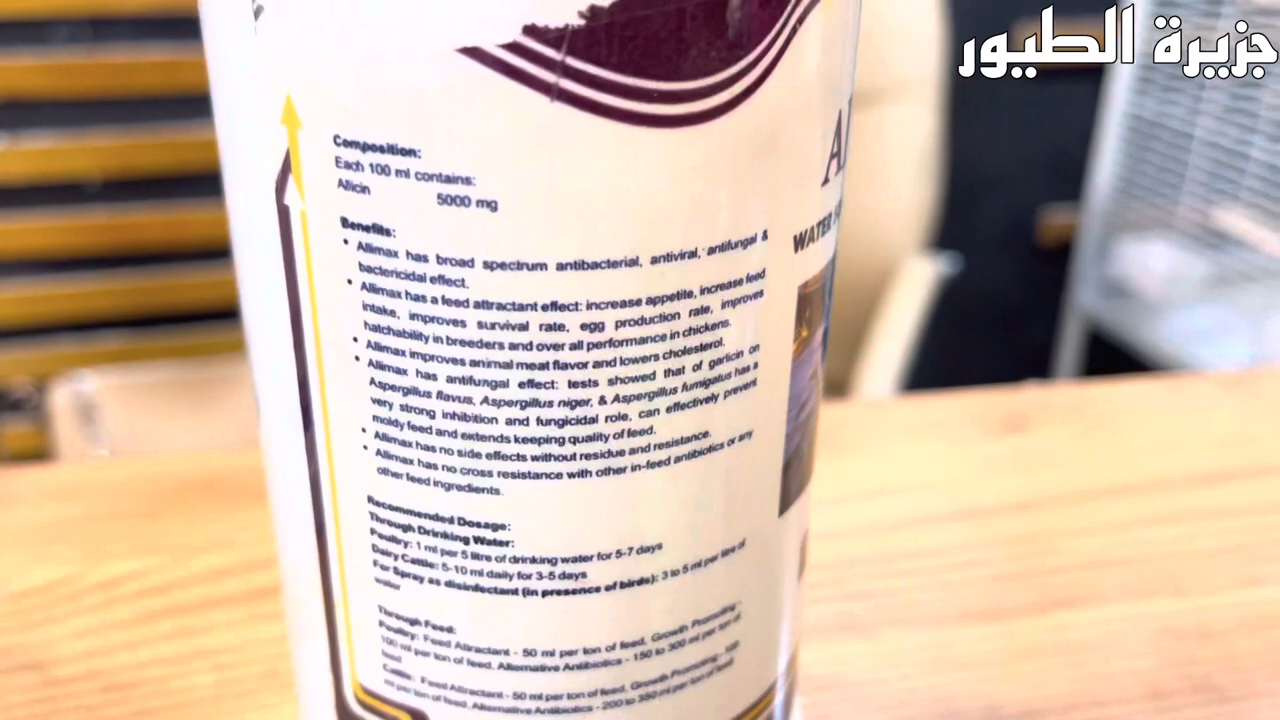 جزيرة الطيور
Composition:
Each 100 ml contains:
Allicin 5000 mg
Benefits:
• Allimax has broad spectrum antibacterial, antiviral, antifungal &
bactericidal effect.
• Allimax has a feed attractant effect: increase appetite, increase feed
intake, improves survival rate, egg production rate, improves
hatchability in breeders and over all performance in chickens.
• Allimax improves animal meat flavor and lowers cholesterol.
• Allimax has antifungal effect: tests showed that of garlicin on
Aspergillus flavus, Aspergillus niger, & Aspergillus fumigatus has a
very strong inhibition and fungicidal role, can effectively prevent
moldy feed and extends keeping quality of feed.
• Allimax has no side effects without residue and resistance.
• Allimax has no cross resistance with other in-feed antibiotics or any
other feed ingredients.
Recommended Dosage:
Through Drinking Water:
Poultry: 1 ml per 5 litre of drinking water for 5-7 days
Dairy Cattle: 5-10 ml daily for 3-5 days
For Spray as disinfectant (in presence of birds): 3 to 5 ml per litre of
water
Through Feed:
Poultry: Feed Attractant - 50 ml per ton of feed, Growth Promoting -
100 ml per ton of feed, Alternative Antibiotics - 150 to 300 ml per ton of
feed
Cattle: Feed Attractant - 50 ml per ton of feed, Growth Promoting - 100
ml per ton of feed, Alternative Antibiotics - 200 to 350 ml per ton of feed
WATER